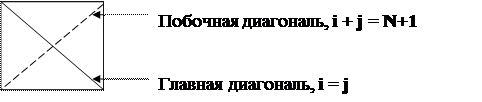 Побочная диагональ, i + j = N+1
Главная диагональ, i = j